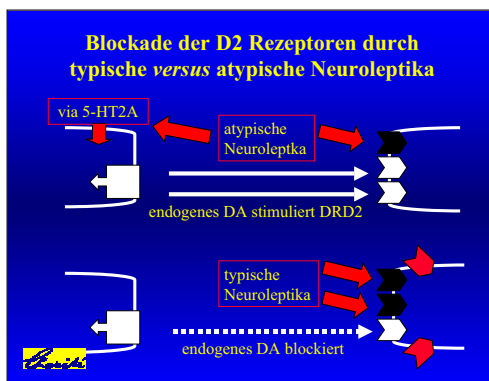 Blockade der D2 Rezeptoren durch
typische versus atypische Neuroleptika
via 5-HT2A
atypische
Neuroleptka
endogenes DA stimuliert DRD2
typische
Neuroleptika
endogenes DA blockiert